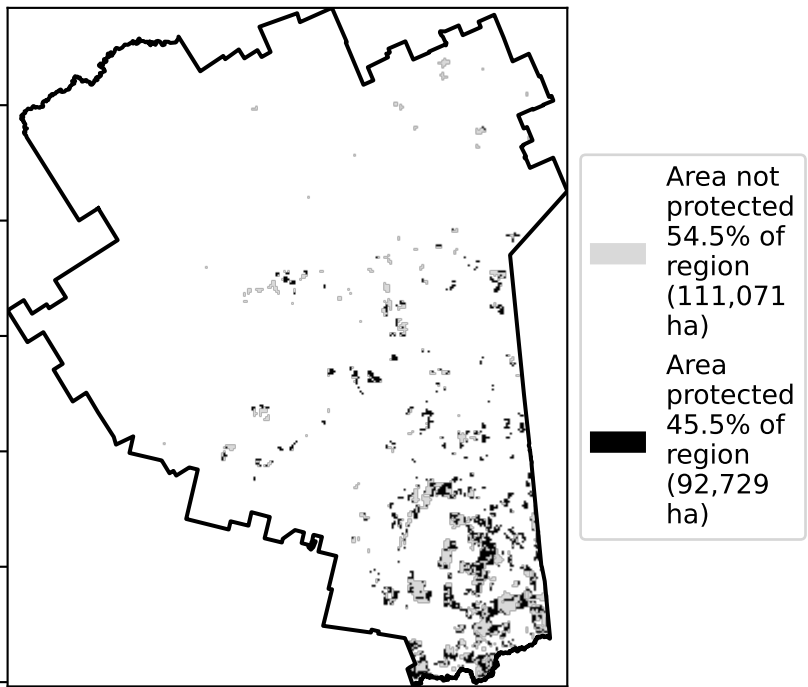 Area not
protected
54.5% of
region
(111,071
ha)
Area
protected
45.5% of
region
(92,729
ha)